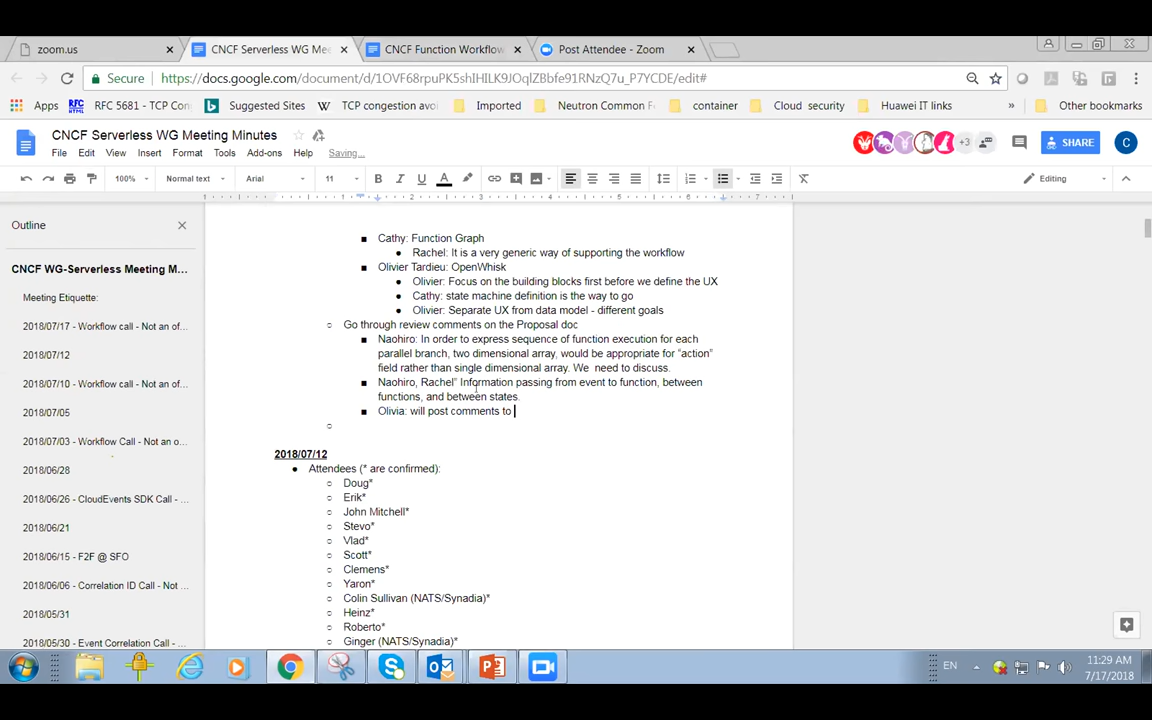 zoom.us
CNCF Serverless WG Mee
CNCF Function Workflow
Post Attendee - Zoom
Secure
https://docs.google.com/document/d/1OVF68rpuPK5shIHILK9JOqIZBbfe91RNzQ7u_P7YCDE/edit#
Apps
RFC 5681 - TCP Con
Suggested Sites
TCP congestion avoi
Imported
Neutron Common F
container
Cloud security
Huawei IT links
»
Other bookmarks
CNCF Serverless WG Meeting Minutes
File Edit View Insert Format Tools Add-ons Help Saving...
+3
SHARE
C
100%
Normal text
Arial
11
Editing
1 2 3 4 5 6 7
Outline
CNCF WG-Serverless Meeting M...
Meeting Etiquette:
2018/07/17 - Workflow call - Not an of...
2018/07/12
2018/07/10 - Workflow call - Not an of...
2018/07/05
2018/07/03 - Workflow Call - Not an o...
2018/06/28
2018/06/26 - CloudEvents SDK Call - ...
2018/06/21
2018/06/15 - F2F @ SFO
2018/06/06 - Correlation ID Call - Not ...
2018/05/31
2018/05/30 - Event Correlation Call - ...
■ Cathy: Function Graph
● Rachel: It is a very generic way of supporting the workflow
■ Olivier Tardieu: OpenWhisk
● Olivier: Focus on the building blocks first before we define the UX
● Cathy: state machine definition is the way to go
● Olivier: Separate UX from data model - different goals
○ Go through review comments on the Proposal doc
■ Naohiro: In order to express sequence of function execution for each
parallel branch, two dimensional array, would be appropriate for “action”
field rather than single dimensional array. We need to discuss.
■ Naohiro, Rachel” Information passing from event to function, between
functions, and between states.
■ Olivia: will post comments to
○
2018/07/12
● Attendees (* are confirmed):
○ Doug*
○ Erik*
○ John Mitchell*
○ Stevo*
○ Vlad*
○ Scott*
○ Clemens*
○ Yaron*
○ Colin Sullivan (NATS/Synadia)*
○ Heinz*
○ Roberto*
○ Ginger (NATS/Synadia)*
EN
11:29 AM
7/17/2018